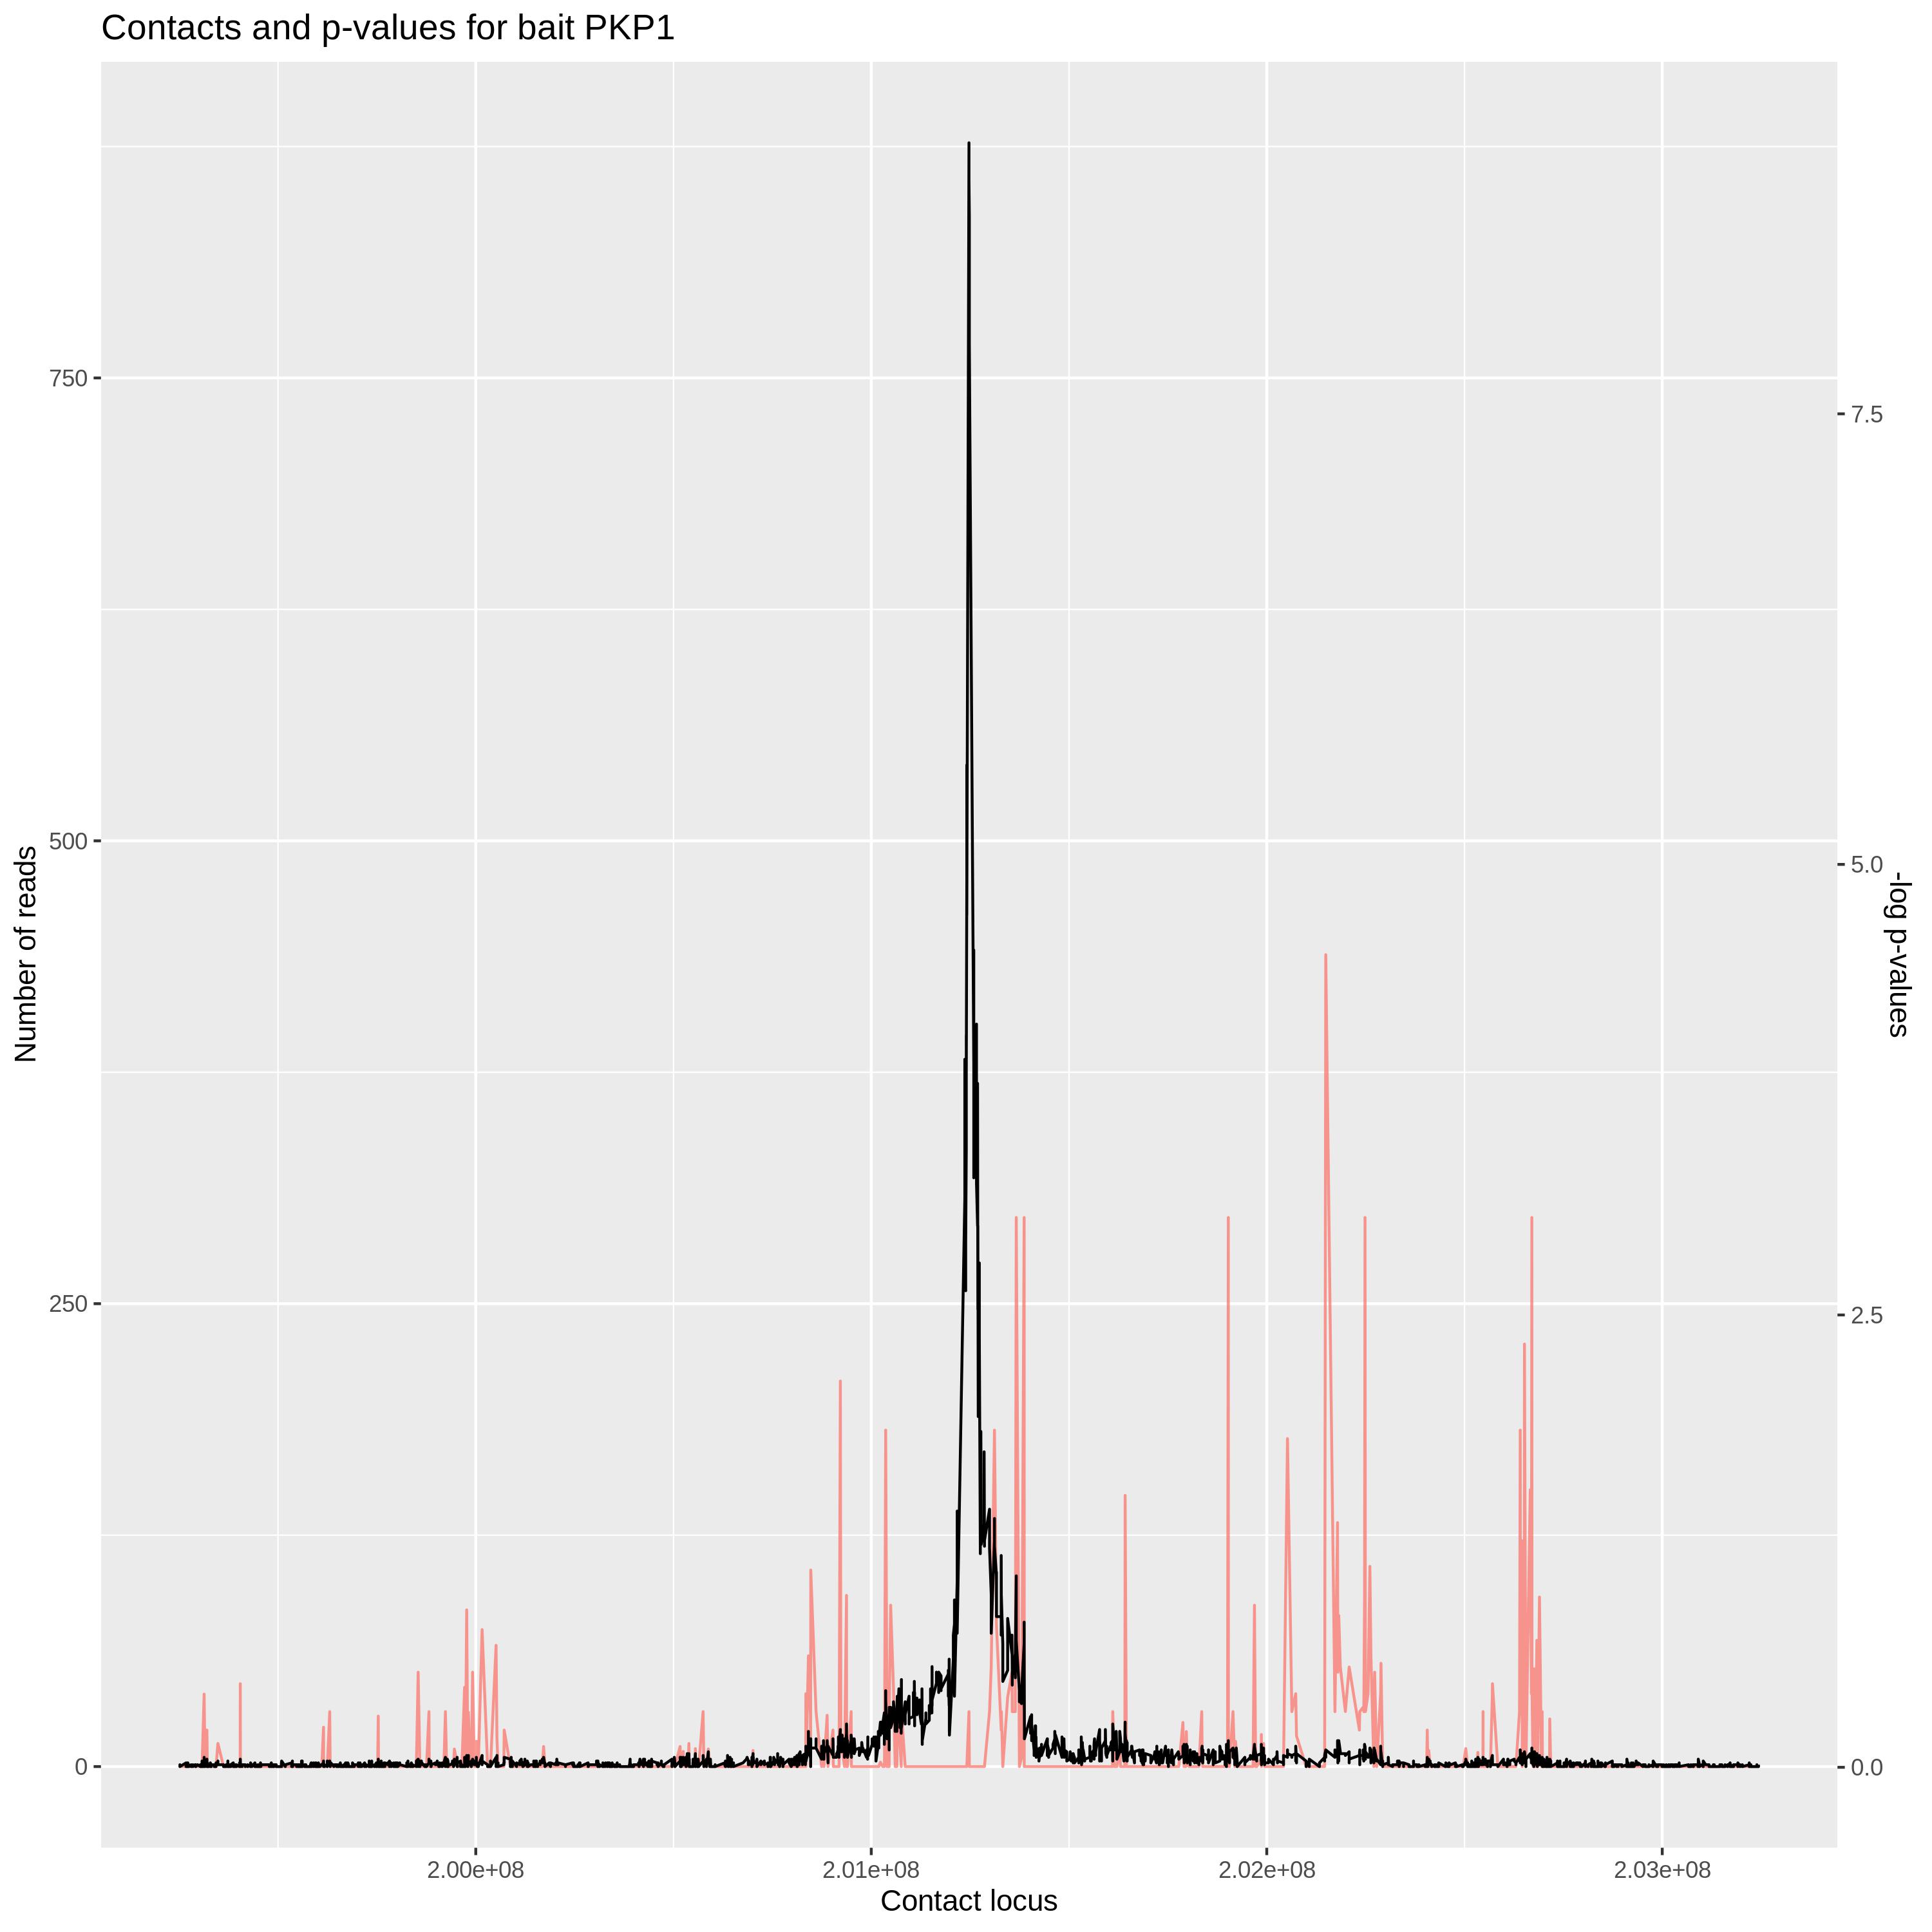 Contacts and p-values for bait PKP1
750
500
250
0
Number of reads
7.5
5.0
2.5
0.0
-log p-values
2.00e+08
2.01e+08
2.02e+08
2.03e+08
Contact locus